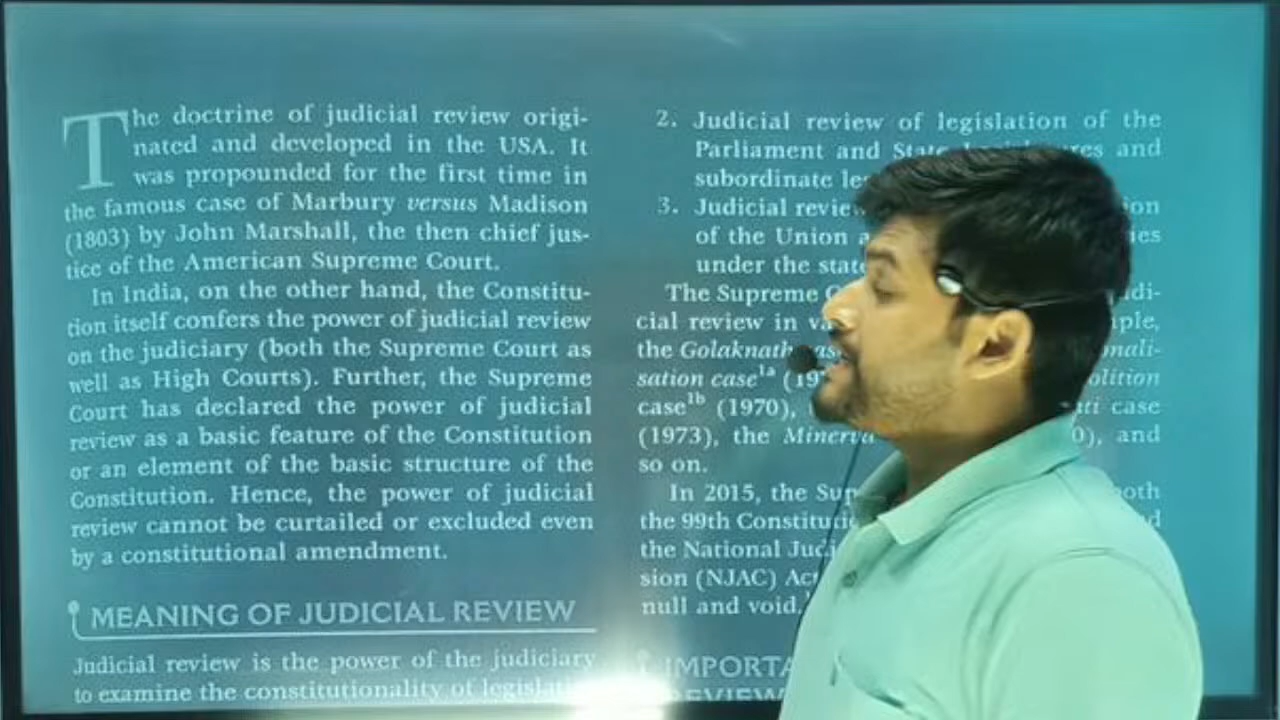 The doctrine of judicial review origi-
nated and developed in the USA. It
was propounded for the first time in
the famous case of Marbury versus Madison
(1803) by John Marshall, the then chief jus-
tice of the American Supreme Court.
In India, on the other hand, the Constitu-
tion itself confers the power of judicial review
on the judiciary (both the Supreme Court as
well as High Courts). Further, the Supreme
Court has declared the power of judicial
review as a basic feature of the Constitution
or an element of the basic structure of the
Constitution. Hence, the power of judicial
review cannot be curtailed or excluded even
by a constitutional amendment.
MEANING OF JUDICIAL REVIEW
Judicial review is the power of the judiciary
to examine the constitutionality of
2. Judicial review of legislation of the
Parliament and State and
subordinate
3. Judicial
of the Union
under the
The Supreme
cial review in
the Golaknath
sation case1a
case1b (1970), case
(1973), the Minerva and
so on.
In 2015, the
the 99th
the National
sion (NJAC)
null and void.